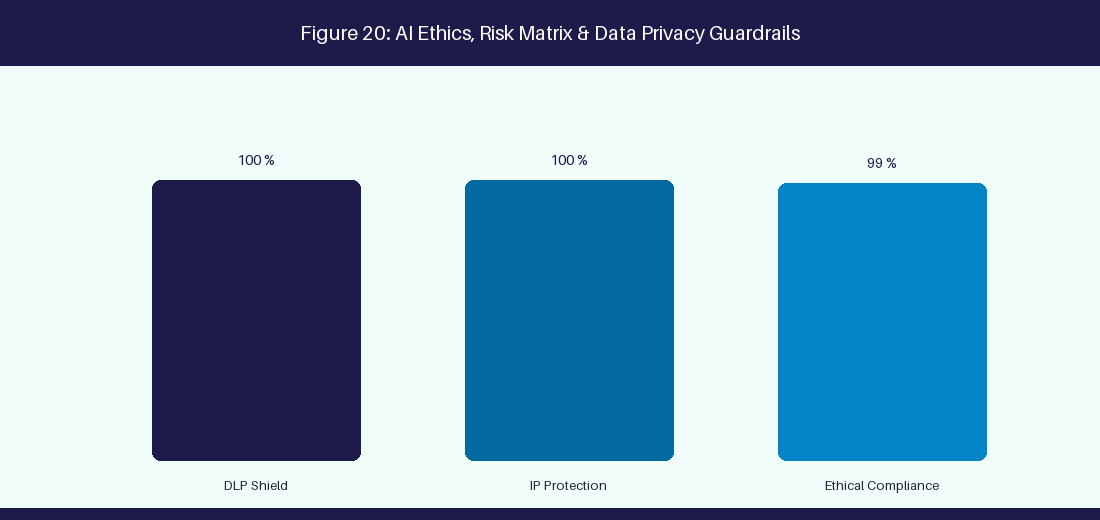 Figure 20: AI Ethics, Risk Matrix & Data Privacy Guardrails
100 %
100 %
99 %
DLP Shield
IP Protection
Ethical Compliance